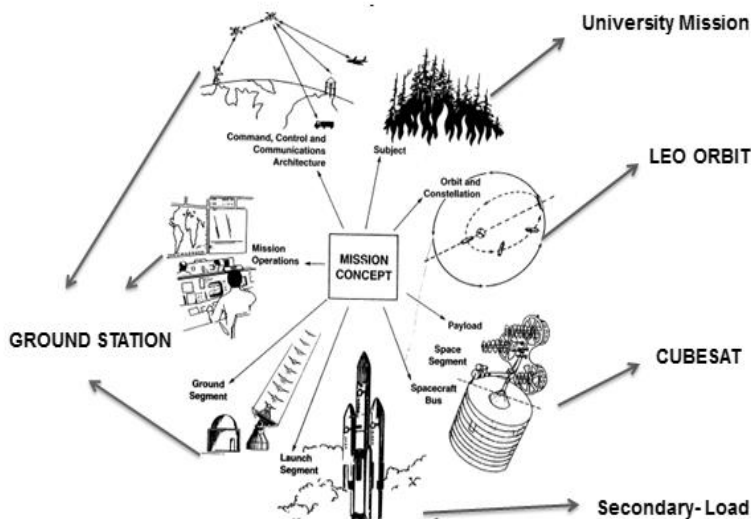 University Mission
Command, Control and
Communications
Architecture
Subject
LEO ORBIT
Orbit and
Constellation
Mission
Operations
MISSION
CONCEPT
GROUND STATION
Payload
Space
Segment
CUBESAT
Ground
Segment
Spacecraft
Bus
Launch
Segment
Secondary- Load